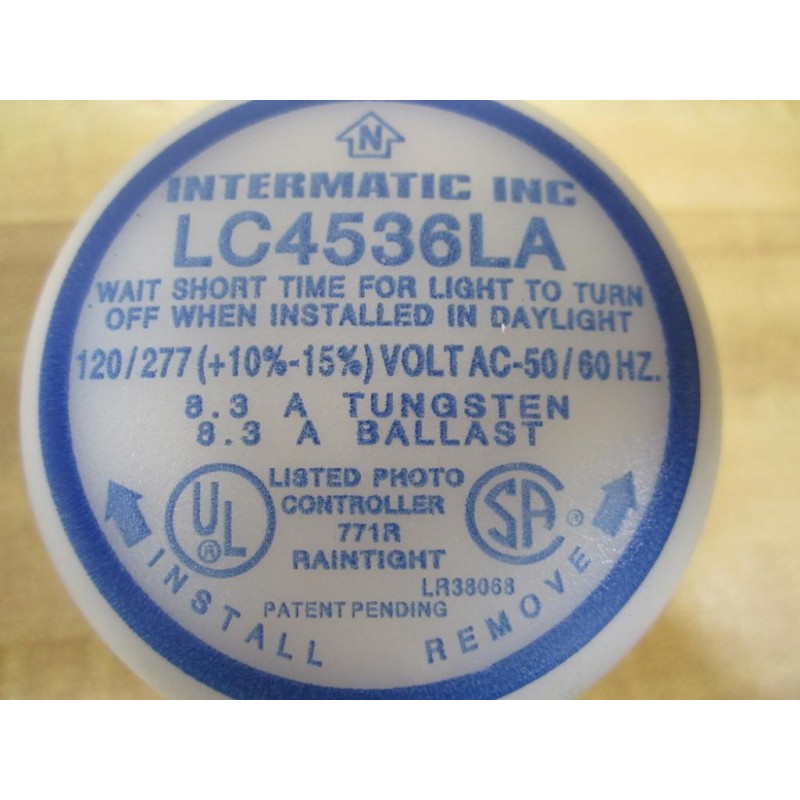 N
INTERMATIC INC
LC4536LA
WAIT SHORT TIME FOR LIGHT TO TURN
OFF WHEN INSTALLED IN DAYLIGHT
120/277 (+10%-15%) VOLT AC-50/60 HZ.
8.3 A TUNGSTEN
8.3 A BALLAST
UL ®
LISTED PHOTO
CONTROLLER
771R
RAINTIGHT
SA ®
LR38068
PATENT PENDING
INSTALL
REMOVE